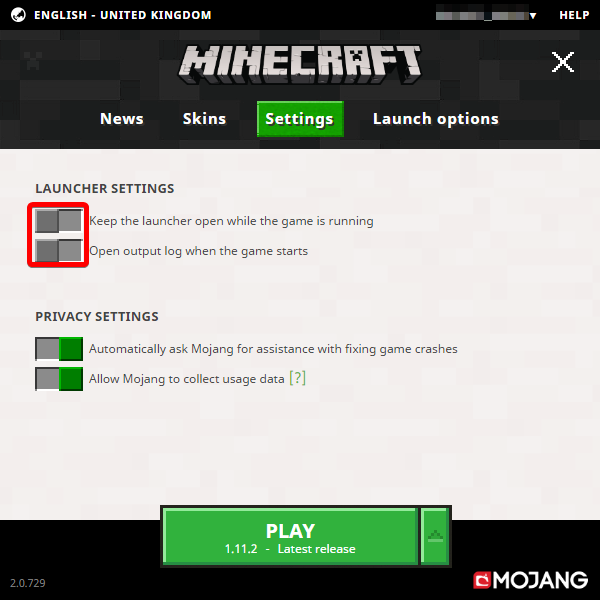 ENGLISH - UNITED KINGDOM
HELP
MINECRAFT
News
Skins
Settings
Launch options
LAUNCHER SETTINGS
Keep the launcher open while the game is running
Open output log when the game starts
PRIVACY SETTINGS
Automatically ask Mojang for assistance with fixing game crashes
Allow Mojang to collect usage data [?]
PLAY
1.11.2 - Latest release
2.0.729
MOJANG